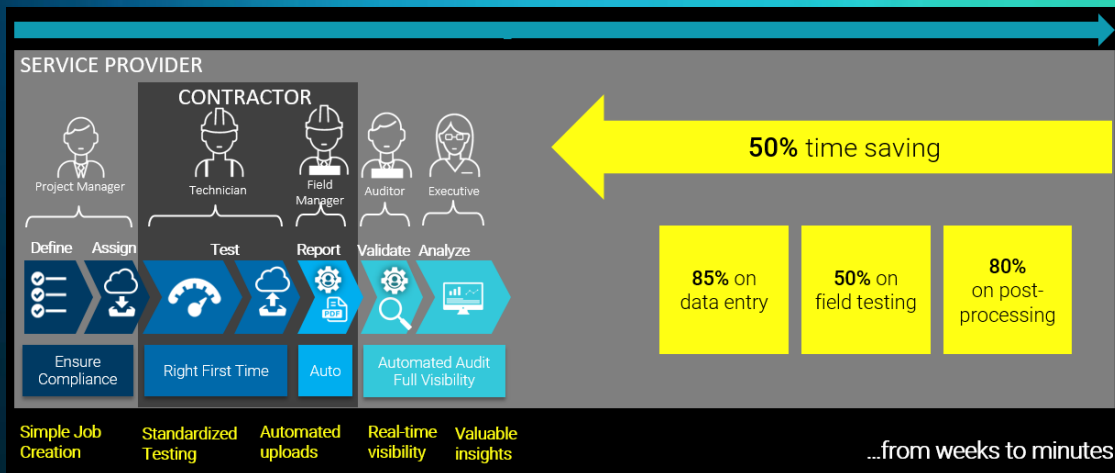 SERVICE PROVIDER
CONTRACTOR
Project Manager
Technician
Field
Manager
Auditor
Executive
Define
Assign
Test
Report
Validate
Analyze
PDF
Ensure
Compliance
Right First Time
Auto
Automated Audit
Full Visibility
Simple Job
Creation
Standardized
Testing
Automated
uploads
Real-time
visibility
Valuable
insights
50% time saving
85% on
data entry
50% on
field testing
80%
on post-
processing
...from weeks to minutes